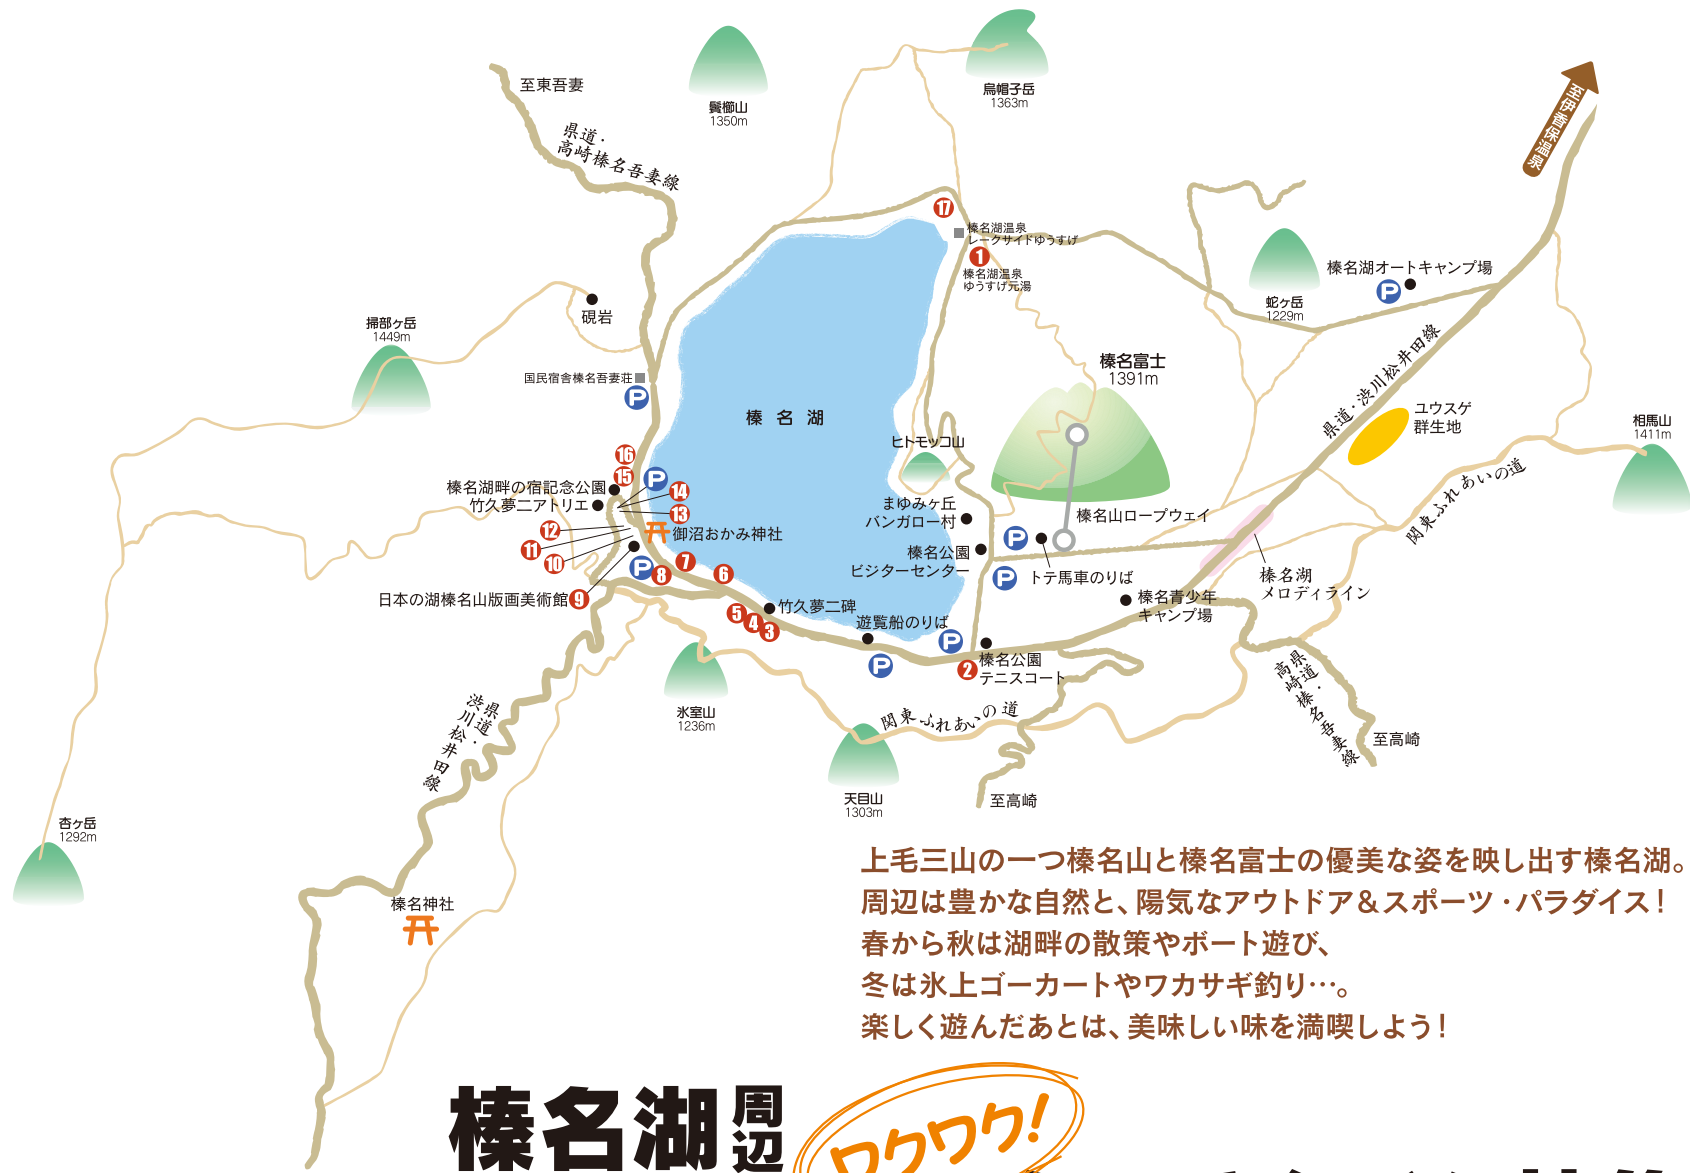 至東吾妻
県道・
高崎榛名吾妻線
鬢櫛山
1350m
烏帽子岳
1363m
至伊香保温泉
17
榛名湖温泉
レークサイドゆうすげ
1
榛名湖温泉
ゆうすげ元湯
榛名湖オートキャンプ場
P
蛇ヶ岳
1229m
硯岩
掃部ヶ岳
1449m
国民宿舎榛名吾妻荘
P
榛名湖
榛名富士
1391m
県道・渋川松井田線
ユウスゲ
群生地
相馬山
1411m
ヒトモッコ山
関東ふれあいの道
16
15
P
14
13
榛名湖畔の宿記念公園
竹久夢二アトリエ
12
11
10
御沼おかみ神社
まゆみヶ丘
バンガロー村
榛名公園
ビジターセンター
榛名山ロープウェイ
P
P
トテ馬車のりば
榛名湖
メロディライン
榛名青少年
キャンプ場
P
8
7
6
日本の湖榛名山版画美術館
9
5
4
3
竹久夢二碑
遊覧船のりば
P
P
2
榛名公園
テニスコート
氷室山
1236m
関東ふれあいの道
県道・
高崎榛名吾妻線
至高崎
県道・
渋川松井田線
天目山
1303m
至高崎
杏ヶ岳
1292m
榛名神社
上毛三山の一つ榛名山と榛名富士の優美な姿を映し出す榛名湖。
周辺は豊かな自然と、陽気なアウトドア＆スポーツ・パラダイス！
春から秋は湖畔の散策やボート遊び、
冬は氷上ゴーカートやワカサギ釣り…。
楽しく遊んだあとは、美味しい味を満喫しよう！
榛名湖周辺
ワクワク！